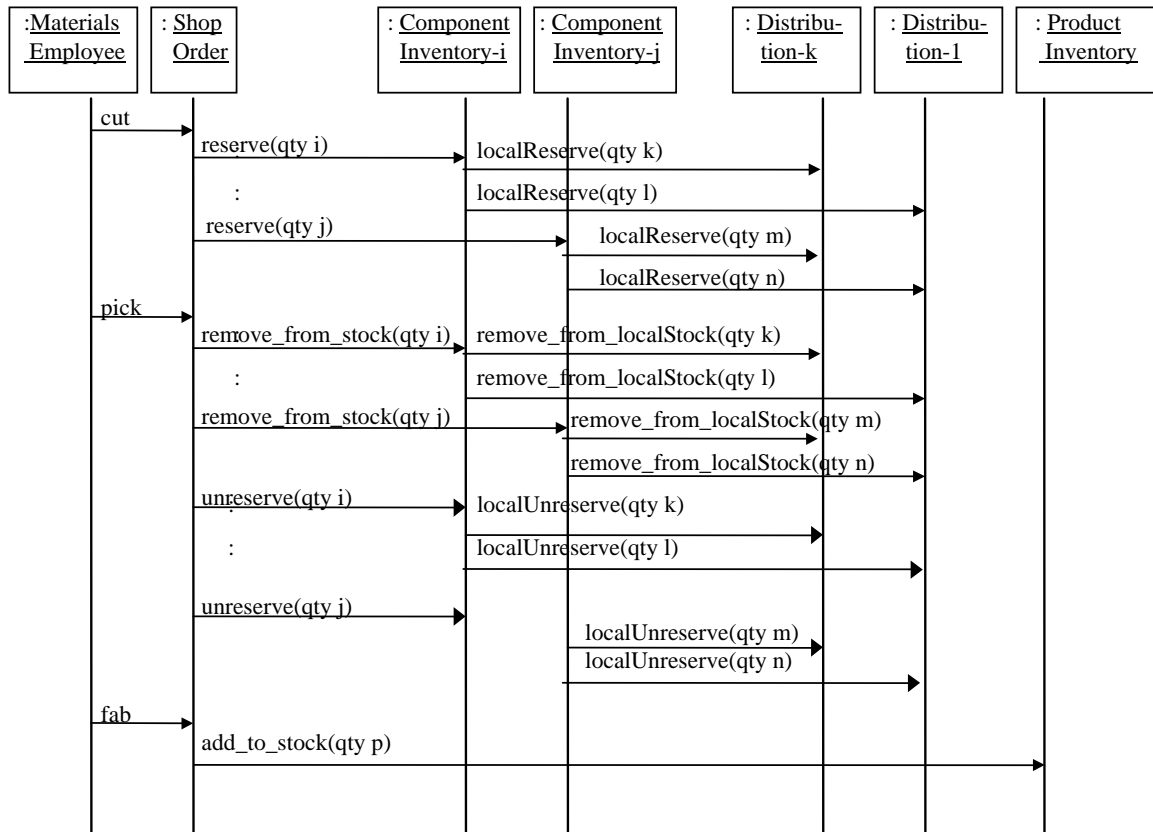 :Materials
Employee
: Shop
Order
: Component
Inventory-i
: Component
Inventory-j
: Distribu-
tion-k
: Distribu-
tion-1
: Product
Inventory
cut
reserve(qty i)
:
localReserve(qty k)
:
localReserve(qty l)
reserve(qty j)
localReserve(qty m)
localReserve(qty n)
pick
remove_from_stock(qty i)
:
remove_from_localStock(qty k)
:
remove_from_localStock(qty l)
remove_from_stock(qty j)
remove_from_localStock(qty m)
remove_from_localStock(qty n)
unreserve(qty i)
:
localUnreserve(qty k)
:
localUnreserve(qty l)
unreserve(qty j)
localUnreserve(qty m)
localUnreserve(qty n)
fab
add_to_stock(qty p)